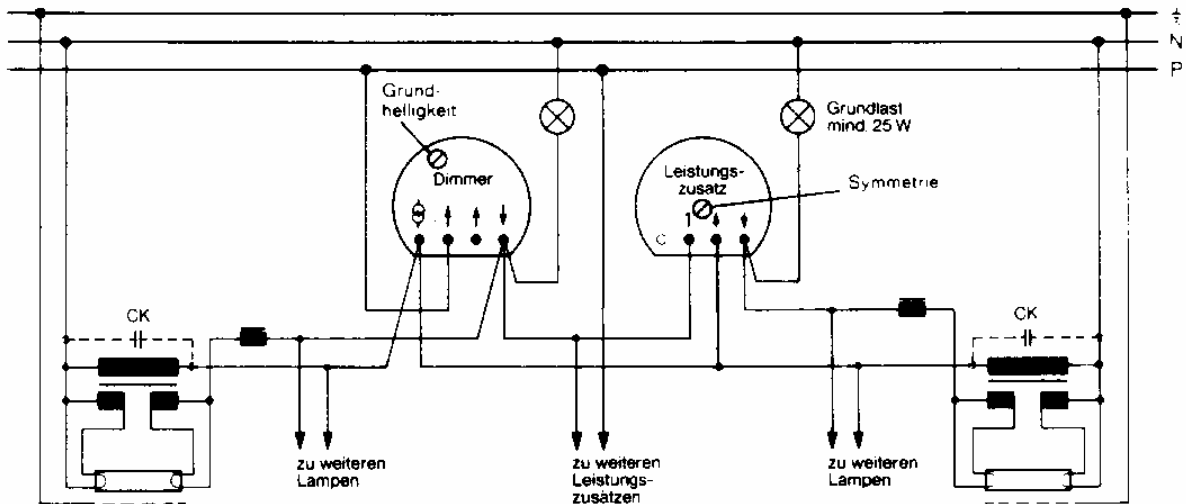 N
P
Grund-
helligkeit
Grundlast
mind. 25 W
Dimmer
Leistungs-
zusatz
Symmetrie
C
CK
CK
zu weiteren
Lampen
zu weiteren
Leistungs-
zusätzen
zu weiteren
Lampen